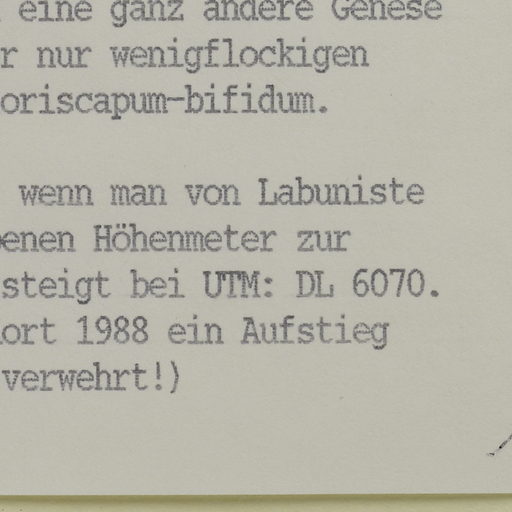 eine ganz andere Genese
r nur wenigflockigen
oriscapum-bifidum.
wenn man von Labuniste
enen Höhenmeter zur
steigt bei UTM: DL 6070.
ort 1988 ein Aufstieg
verwehrt!)